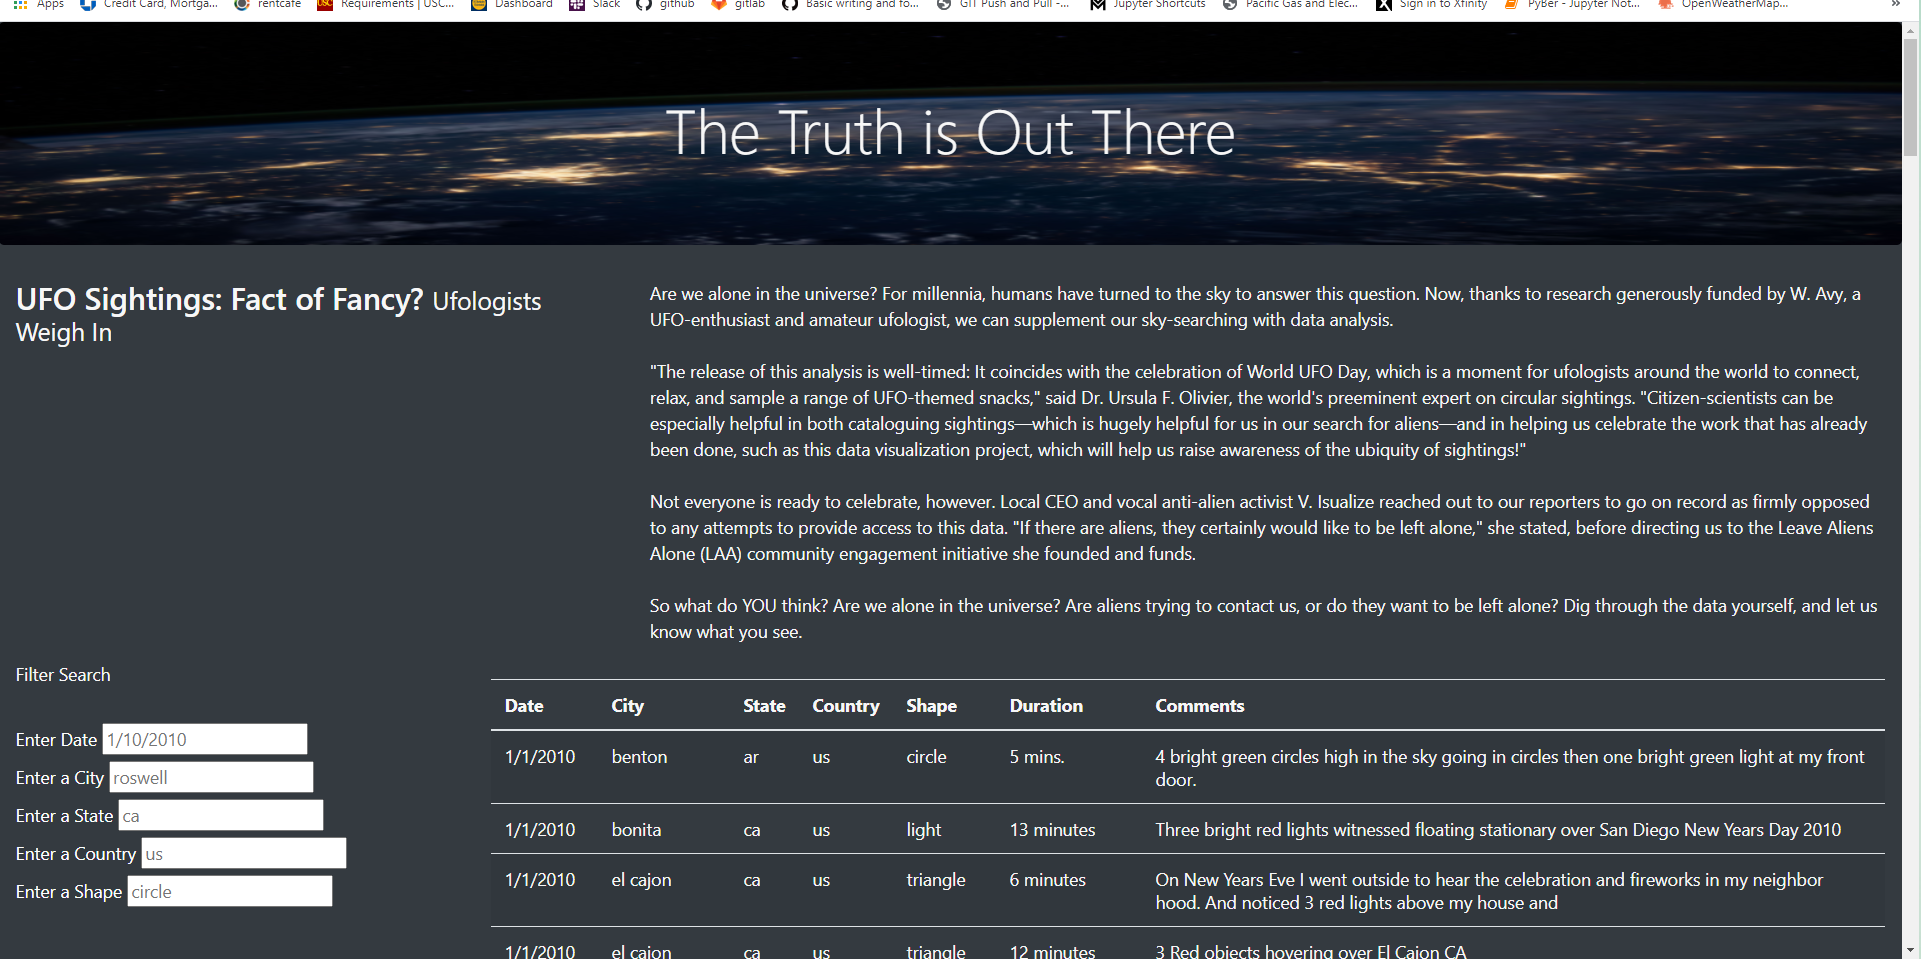 Apps Credit Card, Mortga... rentcafe Requirements | USC... Dashboard Slack github gitlab Basic writing and fo... GIT Push and Pull -... Jupyter Shortcuts Pacific Gas and Elec... Sign in to Xfinity PyBer - Jupyter Not... OpenWeatherMap... »
The Truth is Out There
UFO Sightings: Fact of Fancy? Ufologists
Weigh In
Are we alone in the universe? For millennia, humans have turned to the sky to answer this question. Now, thanks to research generously funded by W. Avy, a
UFO-enthusiast and amateur ufologist, we can supplement our sky-searching with data analysis.
"The release of this analysis is well-timed: It coincides with the celebration of World UFO Day, which is a moment for ufologists around the world to connect,
relax, and sample a range of UFO-themed snacks," said Dr. Ursula F. Olivier, the world's preeminent expert on circular sightings. "Citizen-scientists can be
especially helpful in both cataloguing sightings—which is hugely helpful for us in our search for aliens—and in helping us celebrate the work that has already
been done, such as this data visualization project, which will help us raise awareness of the ubiquity of sightings!"
Not everyone is ready to celebrate, however. Local CEO and vocal anti-alien activist V. Isualize reached out to our reporters to go on record as firmly opposed
to any attempts to provide access to this data. "If there are aliens, they certainly would like to be left alone," she stated, before directing us to the Leave Aliens
Alone (LAA) community engagement initiative she founded and funds.
So what do YOU think? Are we alone in the universe? Are aliens trying to contact us, or do they want to be left alone? Dig through the data yourself, and let us
know what you see.
Filter Search
Enter Date 1/10/2010
Enter a City roswell
Enter a State ca
Enter a Country us
Enter a Shape circle
Date City State Country Shape Duration Comments
1/1/2010 benton ar us circle 5 mins. 4 bright green circles high in the sky going in circles then one bright green light at my front
door.
1/1/2010 bonita ca us light 13 minutes Three bright red lights witnessed floating stationary over San Diego New Years Day 2010
1/1/2010 el cajon ca us triangle 6 minutes On New Years Eve I went outside to hear the celebration and fireworks in my neighbor
hood. And noticed 3 red lights above my house and
1/1/2010 el cajon ca us triangle 12 minutes 3 Red objects hovering over El Cajon CA